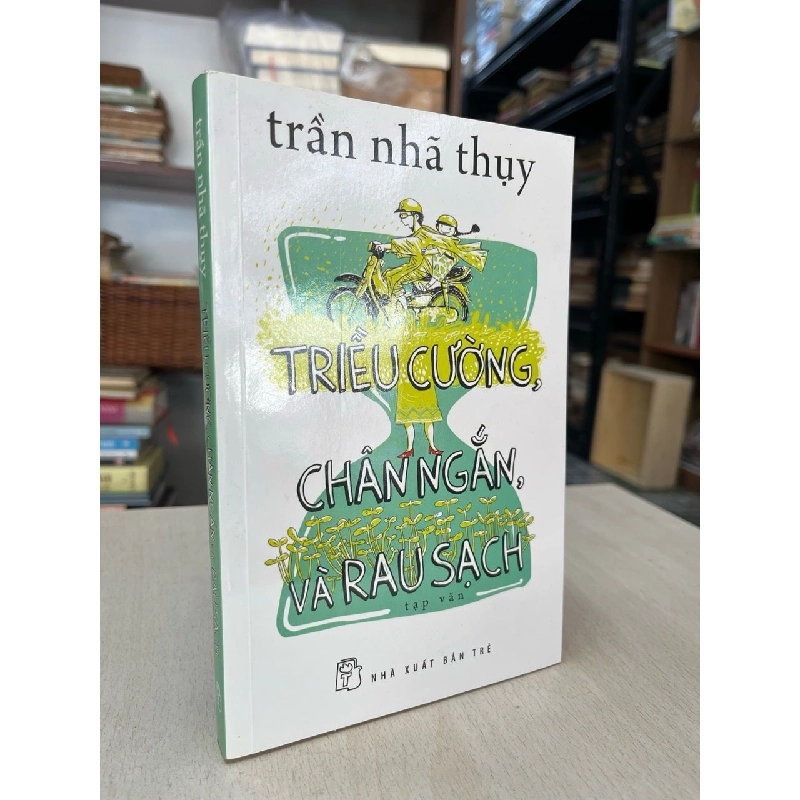 trần nhã thụy
TRIỀU CƯỜNG,
CHÂN NGẮN,
VÀ RAU SẠCH
tạp văn
NHÀ XUẤT BẢN TRẺ
trần nhã thụy